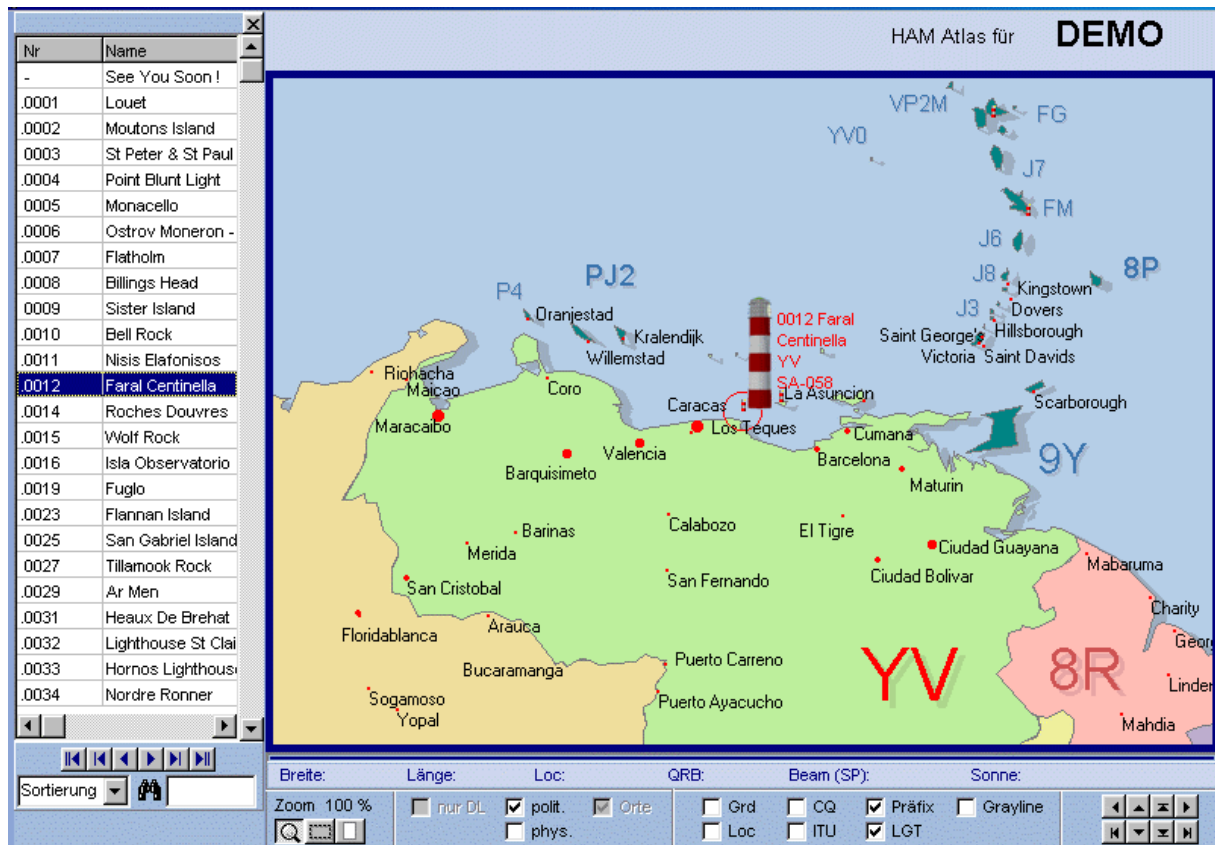 HAM Atlas für DEMO
Nr Name
- See You Soon !
.0001 Louet
.0002 Moutons Island
0003 St Peter & St Paul
.0004 Point Blunt Light
0005 Monacello
.0006 Ostrov Moneron -
.0007 Flatholm
.0008 Billings Head
.0009 Sister Island
.0010 Bell Rock
.0011 Nisis Elafonisos
.0012 Faral Centinella
.0014 Roches Douvres
.0015 Wolf Rock
.0016 Isla Observatorio
.0019 Fuglo
.0023 Flannan Island
0025 San Gabriel Island
.0027 Tillamook Rock
.0029 Ar Men
.0031 Heaux De Brehat
.0032 Lighthouse St Clai
.0033 Hornos Lighthous
.0034 Nordre Ronner
Sortierung
VP2M
FG
YV0
J7
FM
J6
J8
8P
Kingstown
PJ2
P4
J3
Dovers
Oranjestad
0012 Faral
Centinella
YV
SA-058
Hillsborough
Saint George's
Kralendijk
Willemstad
Victoria
Saint Davids
Riohacha
Maicao
Coro
La Asuncion
Scarborough
Caracas
Maracaibo
Los Teques
Cumana
Valencia
Barcelona
9Y
Barquisimeto
Maturin
Calabozo
El Tigre
Barinas
Merida
Ciudad Guayana
Mabaruma
San Cristobal
San Fernando
Ciudad Bolivar
Charity
Arauca
Floridablanca
Geor
Bucaramanga
Puerto Carreno
YV
8R
Linder
Sogamoso
Puerto Ayacucho
Yopal
Mahdia
Breite: Länge: Loc: QRB: Beam (SP): Sonne:
Zoom 100 % nur DL polit. Orte Grd CQ Präfix Grayline
phys. Loc ITU LGT